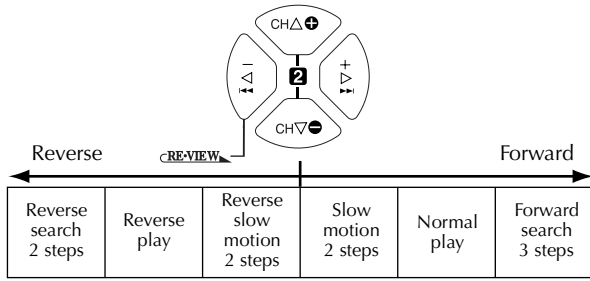 CH△+
− +
◁ 2 ▷
⏮◀ ▶⏭
CH▽−
Reverse RE•VIEW Forward
Reverse search 2 steps
Reverse play
Reverse slow motion 2 steps
Slow motion 2 steps
Normal play
Forward search 3 steps